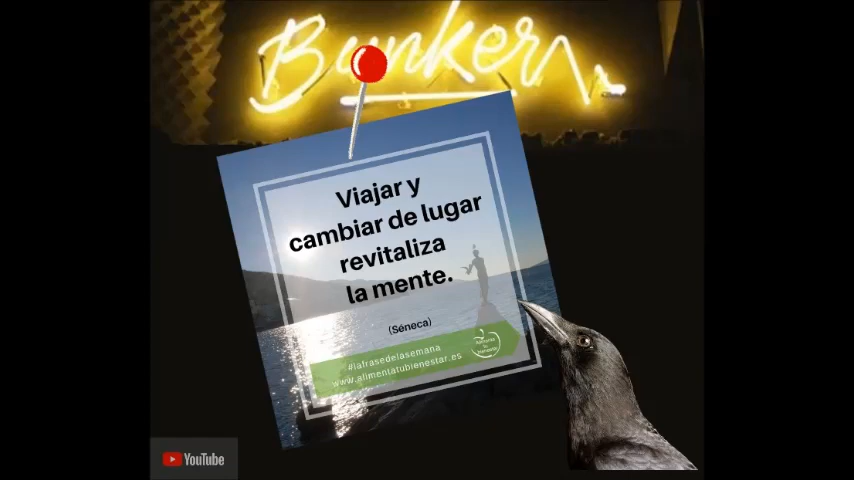 Bunker
Viajar y
cambiar de lugar
revitaliza
la mente.
(Séneca)
#lafrasedelasemana
www.alimentatubienestar.es
YouTube